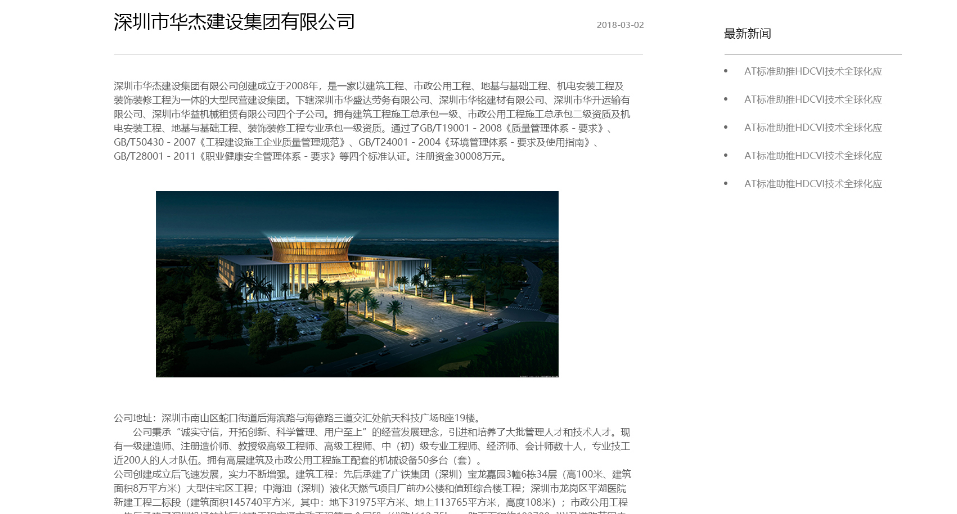 深圳市华杰建设集团有限公司
2018-03-02
深圳市华杰建设集团有限公司创建成立于2008年，是一家以建筑工程、市政公用工程、地基与基础工程、机电安装工程及
装饰装修工程为一体的大型民营建设集团。下辖深圳市华盛达劳务有限公司、深圳市华铭建材有限公司、深圳市华升运输有
限公司、深圳市华益机械租赁有限公司四个子公司。拥有建筑工程施工总承包一级、市政公用工程施工总承包二级资质及机
电安装工程、地基与基础工程、装饰装修工程专业承包一级资质。通过了GB/T19001－2008《质量管理体系－要求》、
GB/T50430－2007《工程建设施工企业质量管理规范》、GB/T24001－2004《环境管理体系－要求及使用指南》、
GB/T28001－2011《职业健康安全管理体系－要求》等四个标准认证。注册资金30008万元。
公司地址：深圳市南山区蛇口街道后海滨路与海德路三道交汇处航天科技广场B座19楼。
公司秉承“诚实守信，开拓创新、科学管理、用户至上”的经营发展理念，引进和培养了大批管理人才和技术人才。现
有一级建造师、注册造价师、教授级高级工程师、高级工程师、中（初）级专业工程师、经济师、会计师数十人，专业技工
近200人的人才队伍。拥有高层建筑及市政公用工程施工配套的机械设备50多台（套）。
公司创建成立后飞速发展，实力不断增强。建筑工程：先后承建了广铁集团（深圳）宝龙嘉园3幢6栋34层（高100米、建筑
面积8万平方米）大型住宅区工程；中海油（深圳）液化天燃气项目厂前办公楼和值班综合楼工程；深圳市龙岗区平湖医院
新建工程二标段（建筑面积145740平方米，其中：地下31975平方米、地上113765平方米，高度108米）；市政公用工程
最新新闻
AT标准助推HDCVI技术全球化应
AT标准助推HDCVI技术全球化应
AT标准助推HDCVI技术全球化应
AT标准助推HDCVI技术全球化应
AT标准助推HDCVI技术全球化应